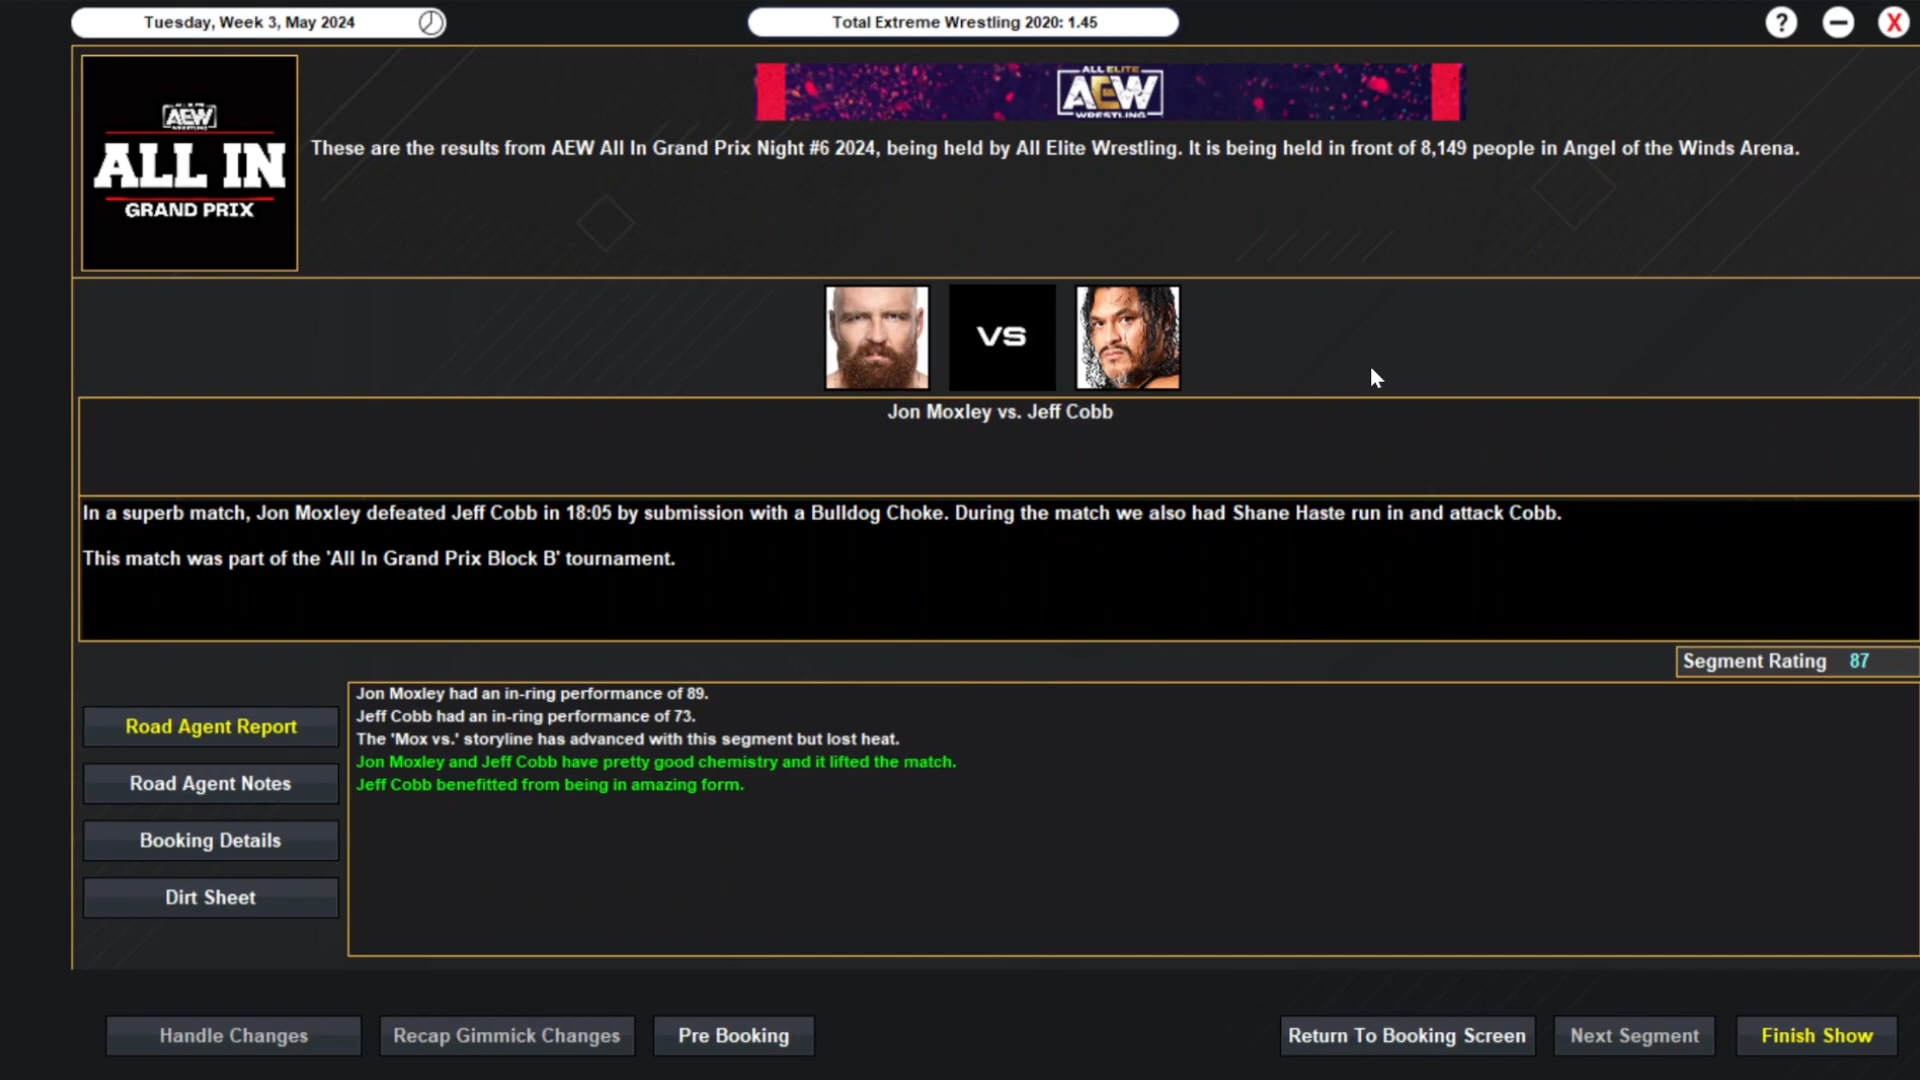 Tuesday, Week 3, May 2024
Total Extreme Wrestling 2020: 1.45
?
X
AEW
ALL IN
GRAND PRIX
ALL ELITE
AEW
WRESTLING
These are the results from AEW All In Grand Prix Night #6 2024, being held by All Elite Wrestling. It is being held in front of 8,149 people in Angel of the Winds Arena.
VS
Jon Moxley vs. Jeff Cobb
In a superb match, Jon Moxley defeated Jeff Cobb in 18:05 by submission with a Bulldog Choke. During the match we also had Shane Haste run in and attack Cobb.
This match was part of the 'All In Grand Prix Block B' tournament.
Segment Rating 87
Road Agent Report
Road Agent Notes
Booking Details
Dirt Sheet
Jon Moxley had an in-ring performance of 89.
Jeff Cobb had an in-ring performance of 73.
The 'Mox vs.' storyline has advanced with this segment but lost heat.
Jon Moxley and Jeff Cobb have pretty good chemistry and it lifted the match.
Jeff Cobb benefitted from being in amazing form.
Handle Changes
Recap Gimmick Changes
Pre Booking
Return To Booking Screen
Next Segment
Finish Show